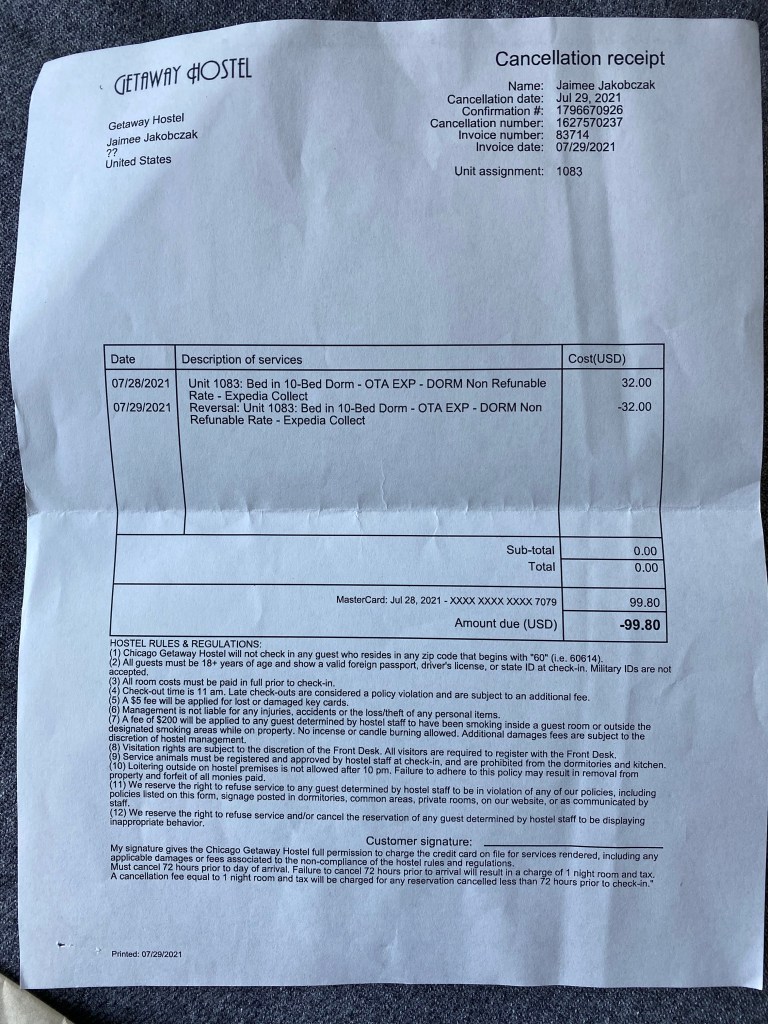 GETAWAY HOSTEL
Cancellation receipt
Name: Jaimee Jakobczak
Cancellation date: Jul 29, 2021
Confirmation #: 1796670926
Cancellation number: 1627570237
Invoice number: 83714
Invoice date: 07/29/2021
Unit assignment: 1083
Getaway Hostel
Jaimee Jakobczak
??
United States
Date Description of services Cost(USD)
07/28/2021 Unit 1083: Bed in 10-Bed Dorm - OTA EXP - DORM Non Refunable 32.00
Rate - Expedia Collect
07/29/2021 Reversal: Unit 1083: Bed in 10-Bed Dorm - OTA EXP - DORM Non -32.00
Refunable Rate - Expedia Collect
Sub-total 0.00
Total 0.00
MasterCard: Jul 28, 2021 - XXXX XXXX XXXX 7079 99.80
Amount due (USD) -99.80
HOSTEL RULES & REGULATIONS:
(1) Chicago Getaway Hostel will not check in any guest who resides in any zip code that begins with "60" (i.e. 60614).
(2) All guests must be 18+ years of age and show a valid foreign passport, driver's license, or state ID at check-in. Military IDs are not
accepted.
(3) All room costs must be paid in full prior to check-in.
(4) Check-out time is 11 am. Late check-outs are considered a policy violation and are subject to an additional fee.
(5) A $5 fee will be applied for lost or damaged key cards.
(6) Management is not liable for any injuries, accidents or the loss/theft of any personal items.
(7) A fee of $200 will be applied to any guest determined by hostel staff to have been smoking inside a guest room or outside the
designated smoking areas while on property. No incense or candle burning allowed. Additional damages fees are subject to the
discretion of hostel management.
(8) Visitation rights are subject to the discretion of the Front Desk. All visitors are required to register with the Front Desk.
(9) Service animals must be registered and approved by hostel staff at check-in, and are prohibited from the dormitories and kitchen.
(10) Loitering outside on hostel premises is not allowed after 10 pm. Failure to adhere to this policy may result in removal from
property and forfeit of all monies paid.
(11) We reserve the right to refuse service to any guest determined by hostel staff to be in violation of any of our policies, including
policies listed on this form, signage posted in dormitories, common areas, private rooms, on our website, or as communicated by
staff.
(12) We reserve the right to refuse service and/or cancel the reservation of any guest determined by hostel staff to be displaying
inappropriate behavior.
Customer signature:
My signature gives the Chicago Getaway Hostel full permission to charge the credit card on file for services rendered, including any
applicable damages or fees associated to the non-compliance of the hostel rules and regulations.
Must cancel 72 hours prior to day of arrival. Failure to cancel 72 hours prior to arrival will result in a charge of 1 night room and tax.
A cancellation fee equal to 1 night room and tax will be charged for any reservation cancelled less than 72 hours prior to check-in."
Printed: 07/29/2021